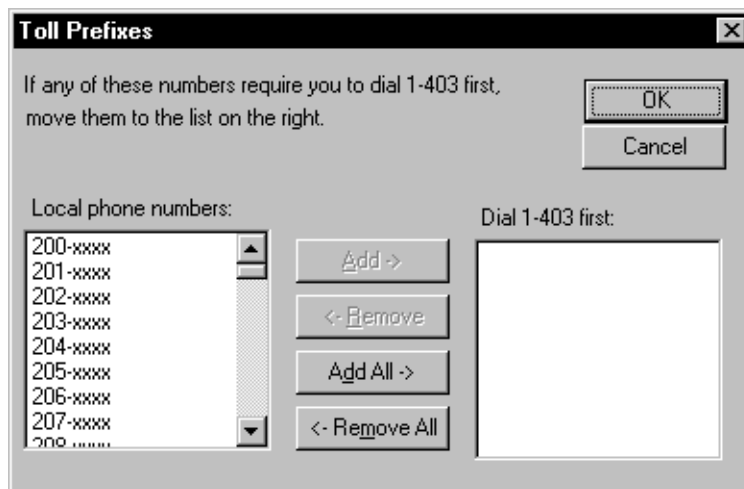 Toll Prefixes
If any of these numbers require you to dial 1-403 first,
move them to the list on the right.
OK
Cancel
Local phone numbers:
200-xxxx
201-xxxx
202-xxxx
203-xxxx
204-xxxx
205-xxxx
206-xxxx
207-xxxx
Add ->
<- Remove
Add All ->
<- Remove All
Dial 1-403 first: